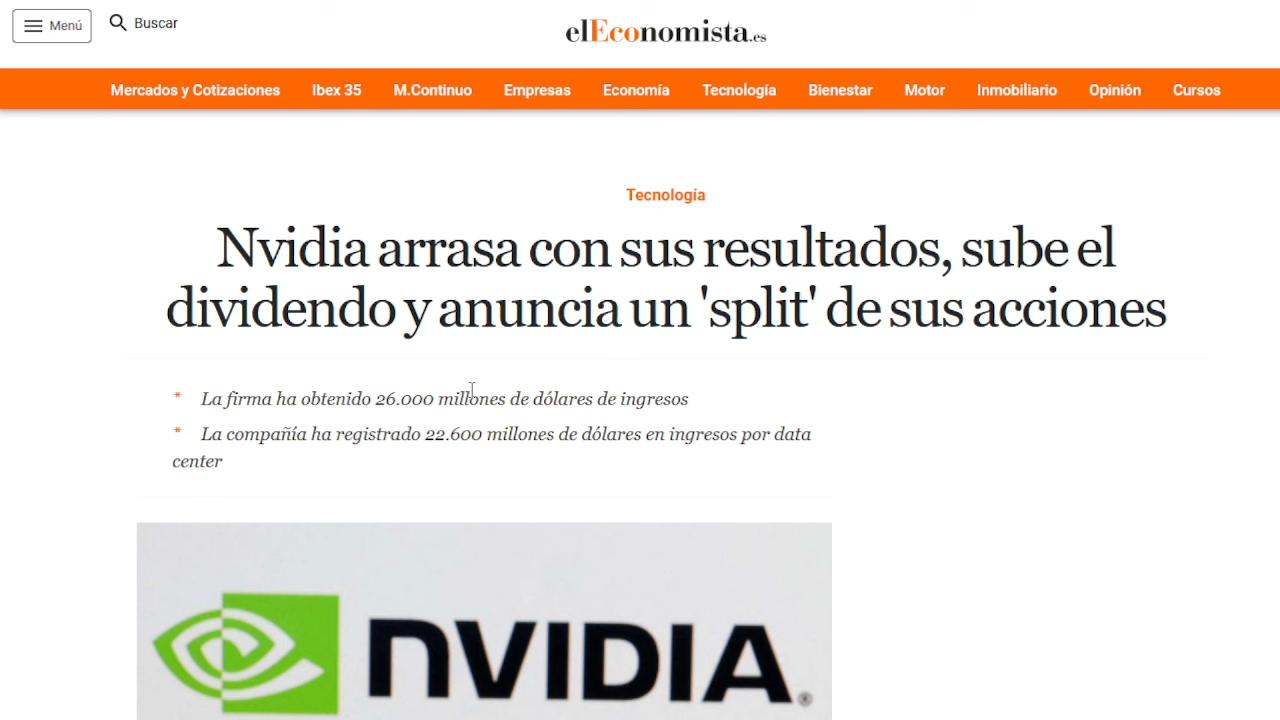 Menú
Buscar
elEconomista.es
Mercados y Cotizaciones Ibex 35 M.Continuo Empresas Economía Tecnología Bienestar Motor Inmobiliario Opinión Cursos
Tecnología
Nvidia arrasa con sus resultados, sube el
dividendo y anuncia un 'split' de sus acciones
* La firma ha obtenido 26.000 millones de dólares de ingresos
* La compañía ha registrado 22.600 millones de dólares en ingresos por data
center
NVIDIA®